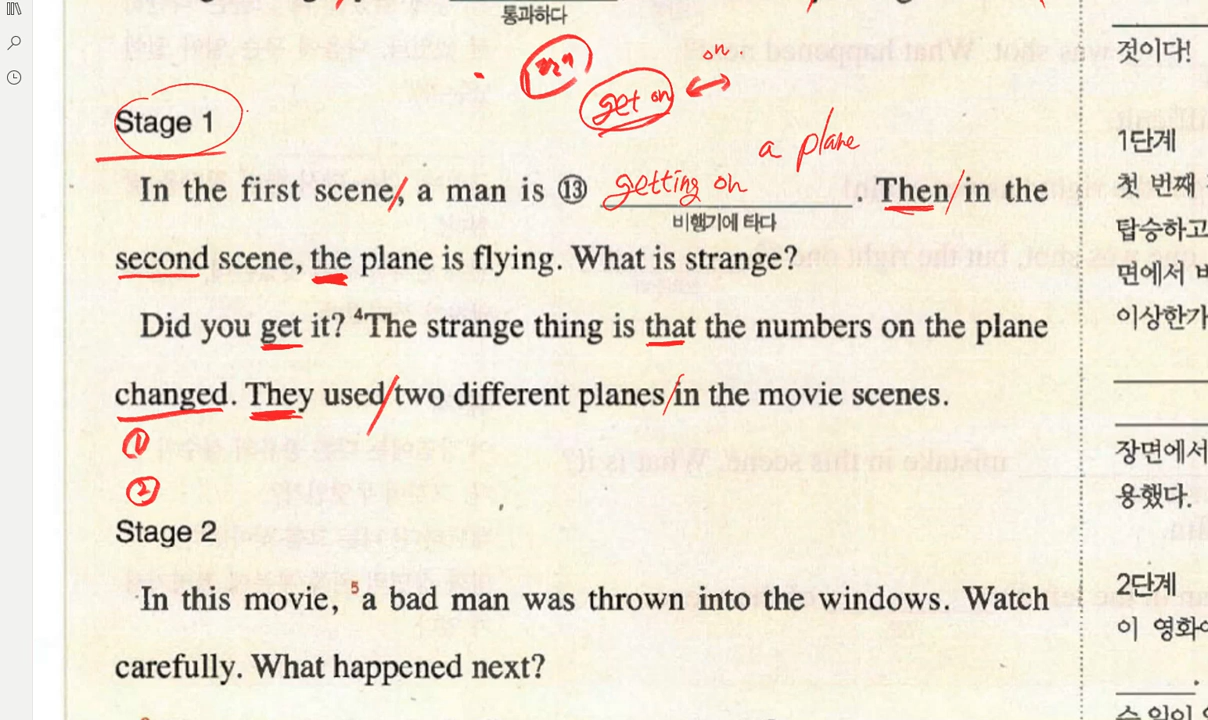 통과하다
on.
get on
a plane
Stage 1
In the first scene, a man is ⑬ getting on . Then in the
비행기에 타다
second scene, the plane is flying. What is strange?
Did you get it? ⁴The strange thing is that the numbers on the plane
changed. They used two different planes in the movie scenes.
①
②
Stage 2
In this movie, ⁵a bad man was thrown into the windows. Watch
carefully. What happened next?
것이다!
1단계
첫 번째
탑승하고
면에서
이상한가
장면에서
용했다.
2단계
이 영화